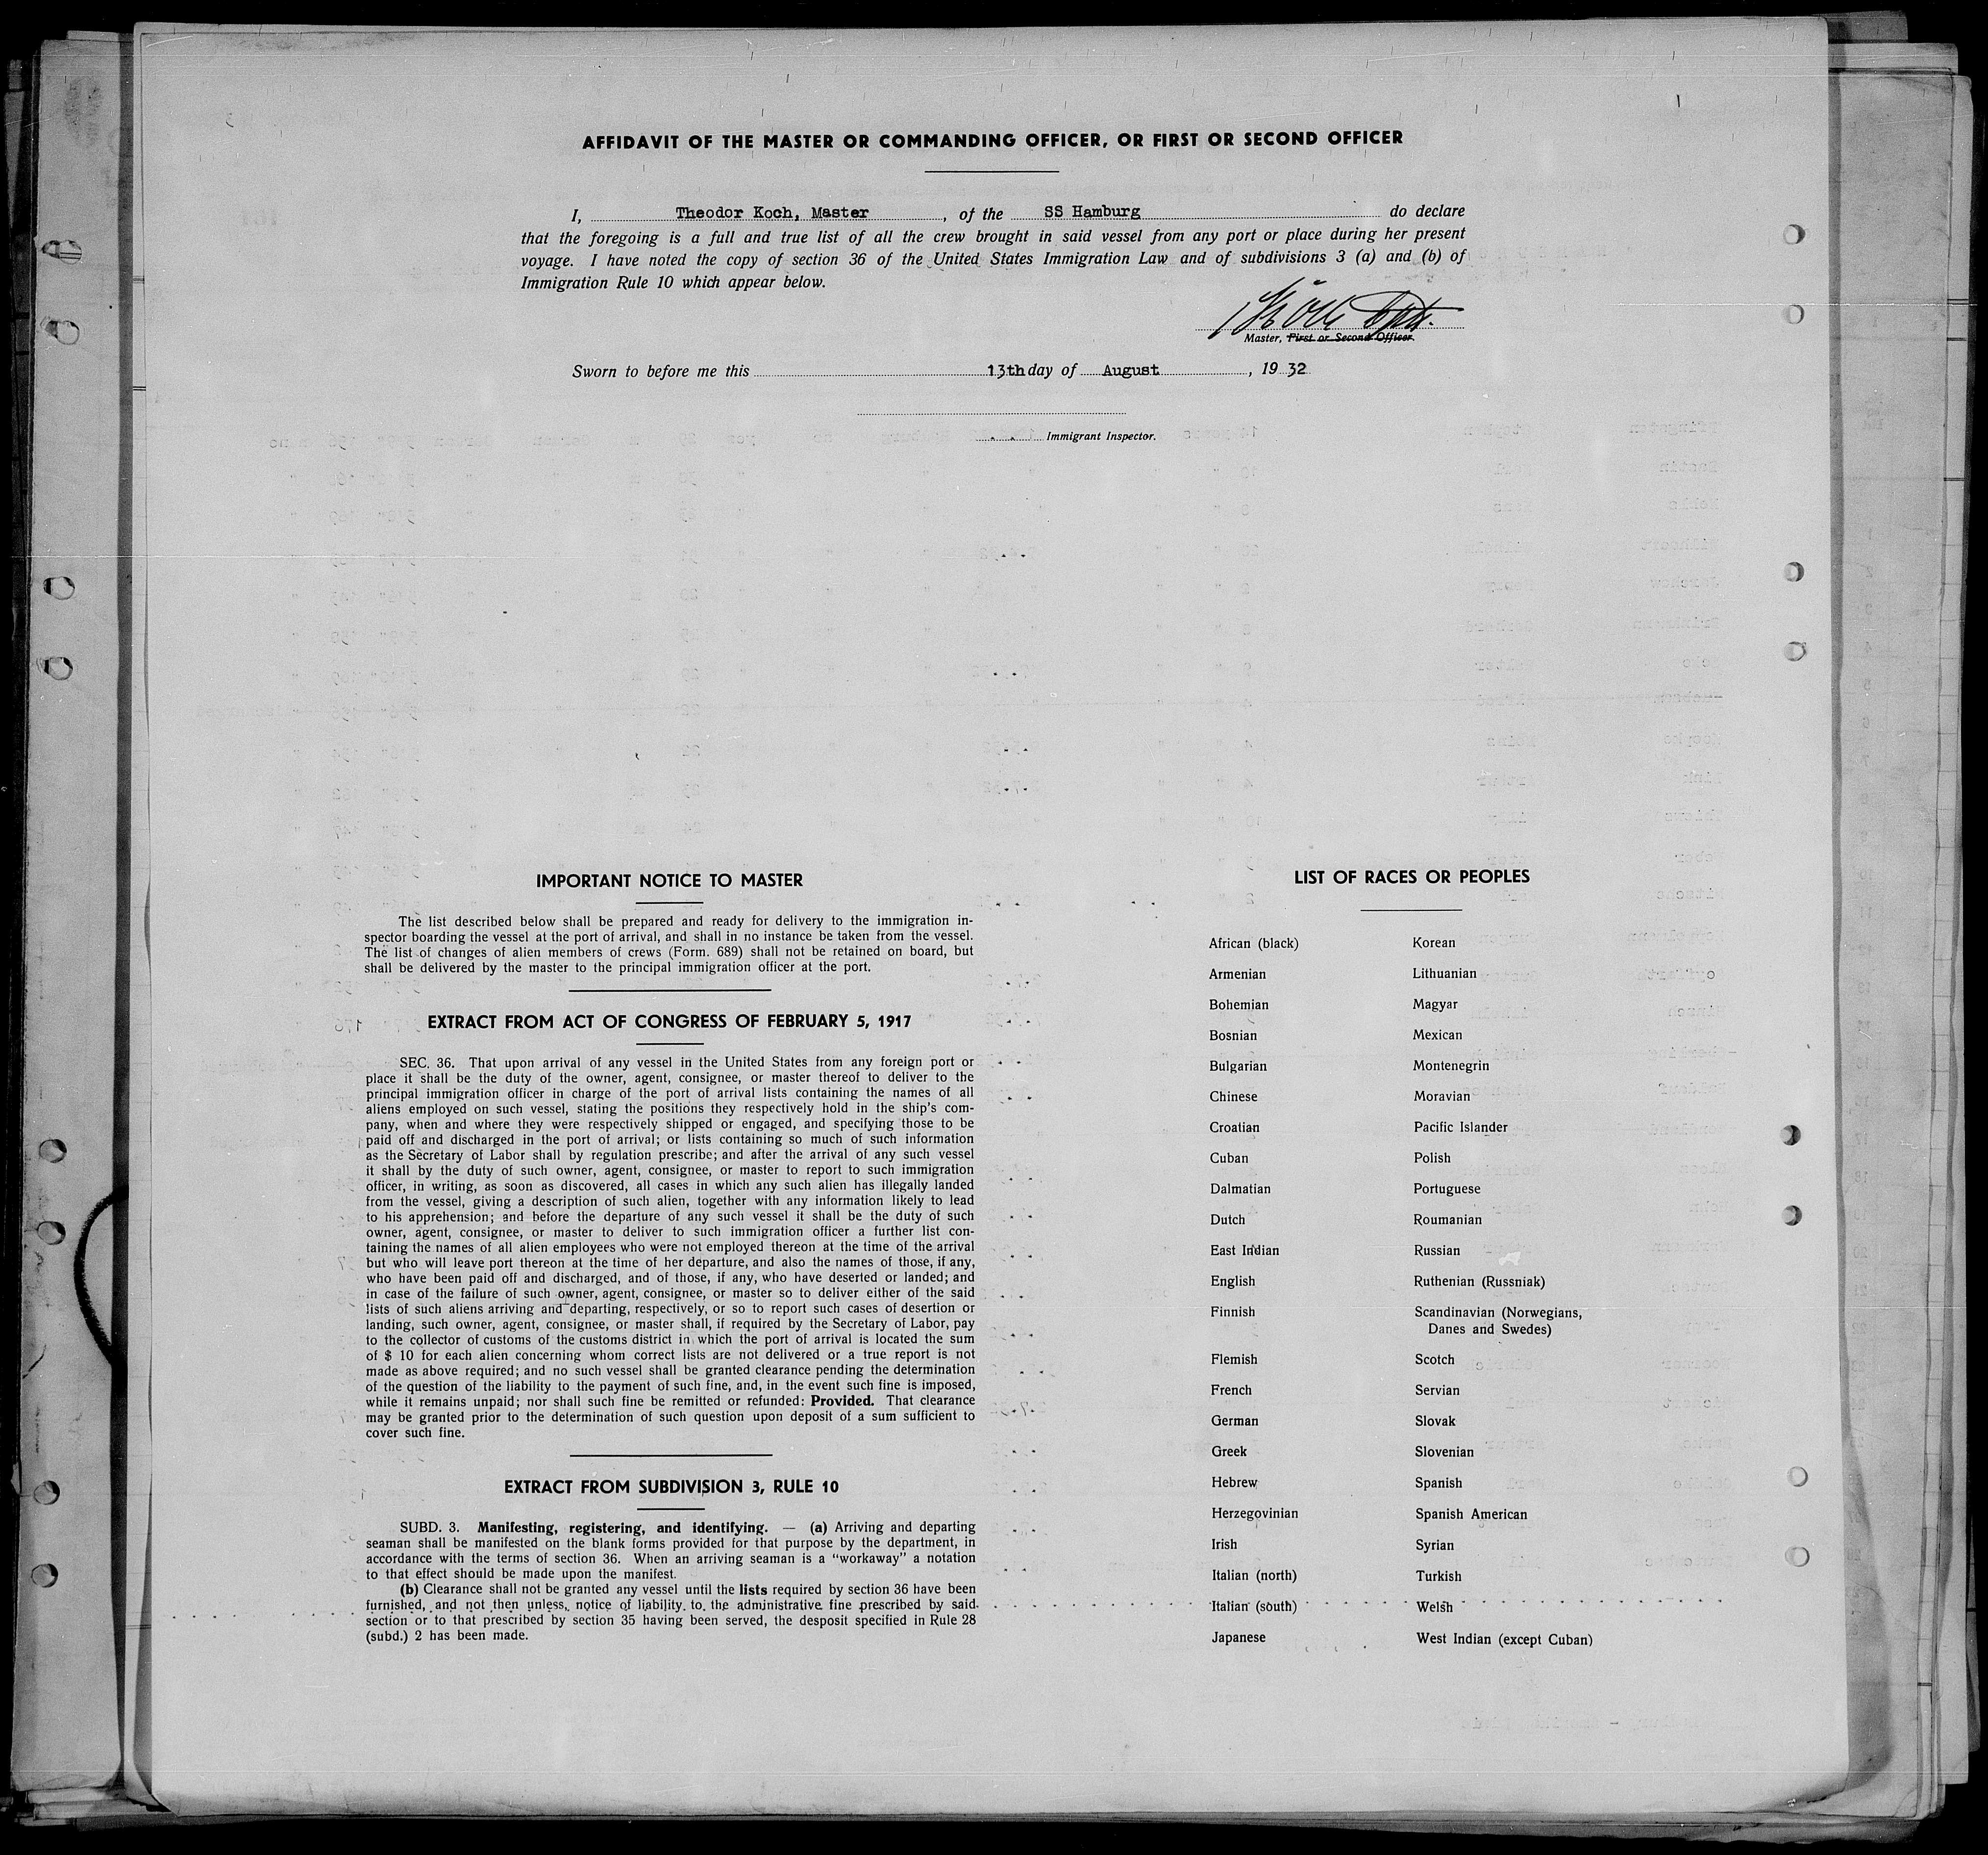 AFFIDAVIT OF THE MASTER OR COMMANDING OFFICER, OR FIRST OR SECOND OFFICER
I, Theodor Koch, Master, of the SS Hamburg do declare
that the foregoing is a full and true list of all the crew brought in said vessel from any port or place during her present
voyage. I have noted the copy of section 36 of the United States Immigration Law and of subdivisions 3 (a) and (b) of
Immigration Rule 10 which appear below.
Master, First or Second Officer.
Sworn to before me this 13th day of August, 1932
Immigrant Inspector.
IMPORTANT NOTICE TO MASTER
The list described below shall be prepared and ready for delivery to the immigration in-
spector boarding the vessel at the port of arrival, and shall in no instance be taken from the vessel.
The list of changes of alien members of crews (Form. 689) shall not be retained on board, but
shall be delivered by the master to the principal immigration officer at the port.
EXTRACT FROM ACT OF CONGRESS OF FEBRUARY 5, 1917
SEC. 36. That upon arrival of any vessel in the United States from any foreign port or
place it shall be the duty of the owner, agent, consignee, or master thereof to deliver to the
principal immigration officer in charge of the port of arrival lists containing the names of all
aliens employed on such vessel, stating the positions they respectively hold in the ship's com-
pany, when and where they were respectively shipped or engaged, and specifying those to be
paid off and discharged in the port of arrival; or lists containing so much of such information
as the Secretary of Labor shall by regulation prescribe; and after the arrival of any such vessel
it shall by the duty of such owner, agent, consignee, or master to report to such immigration
officer, in writing, as soon as discovered, all cases in which any such alien has illegally landed
from the vessel, giving a description of such alien, together with any information likely to lead
to his apprehension; and before the departure of any such vessel it shall be the duty of such
owner, agent, consignee, or master to deliver to such immigration officer a further list con-
taining the names of all alien employees who were not employed thereon at the time of the arrival
but who will leave port thereon at the time of her departure, and also the names of those, if any,
who have been paid off and discharged, and of those, if any, who have deserted or landed; and
in case of the failure of such owner, agent, consignee, or master so to deliver either of the said
lists of such aliens arriving and departing, respectively, or so to report such cases of desertion or
landing, such owner, agent, consignee, or master shall, if required by the Secretary of Labor, pay
to the collector of customs of the customs district in which the port of arrival is located the sum
of $ 10 for each alien concerning whom correct lists are not delivered or a true report is not
made as above required; and no such vessel shall be granted clearance pending the determination
of the question of the liability to the payment of such fine, and, in the event such fine is imposed,
while it remains unpaid; nor shall such fine be remitted or refunded: Provided. That clearance
may be granted prior to the determination of such question upon deposit of a sum sufficient to
cover such fine.
EXTRACT FROM SUBDIVISION 3, RULE 10
SUBD. 3. Manifesting, registering, and identifying. — (a) Arriving and departing
seaman shall be manifested on the blank forms provided for that purpose by the department, in
accordance with the terms of section 36. When an arriving seaman is a “workaway” a notation
to that effect should be made upon the manifest.
(b) Clearance shall not be granted any vessel until the lists required by section 36 have been
furnished, and not then unless, notice of liability to the administrative fine prescribed by said
section or to that prescribed by section 35 having been served, the desposit specified in Rule 28
(subd.) 2 has been made.
LIST OF RACES OR PEOPLES
African (black)
Armenian
Bohemian
Bosnian
Bulgarian
Chinese
Croatian
Cuban
Dalmatian
Dutch
East Indian
English
Finnish
Flemish
French
German
Greek
Hebrew
Herzegovinian
Irish
Italian (north)
Italian (south)
Japanese
Korean
Lithuanian
Magyar
Mexican
Montenegrin
Moravian
Pacific Islander
Polish
Portuguese
Roumanian
Russian
Ruthenian (Russniak)
Scandinavian (Norwegians,
Danes and Swedes)
Scotch
Servian
Slovak
Slovenian
Spanish
Spanish American
Syrian
Turkish
Welsh
West Indian (except Cuban)